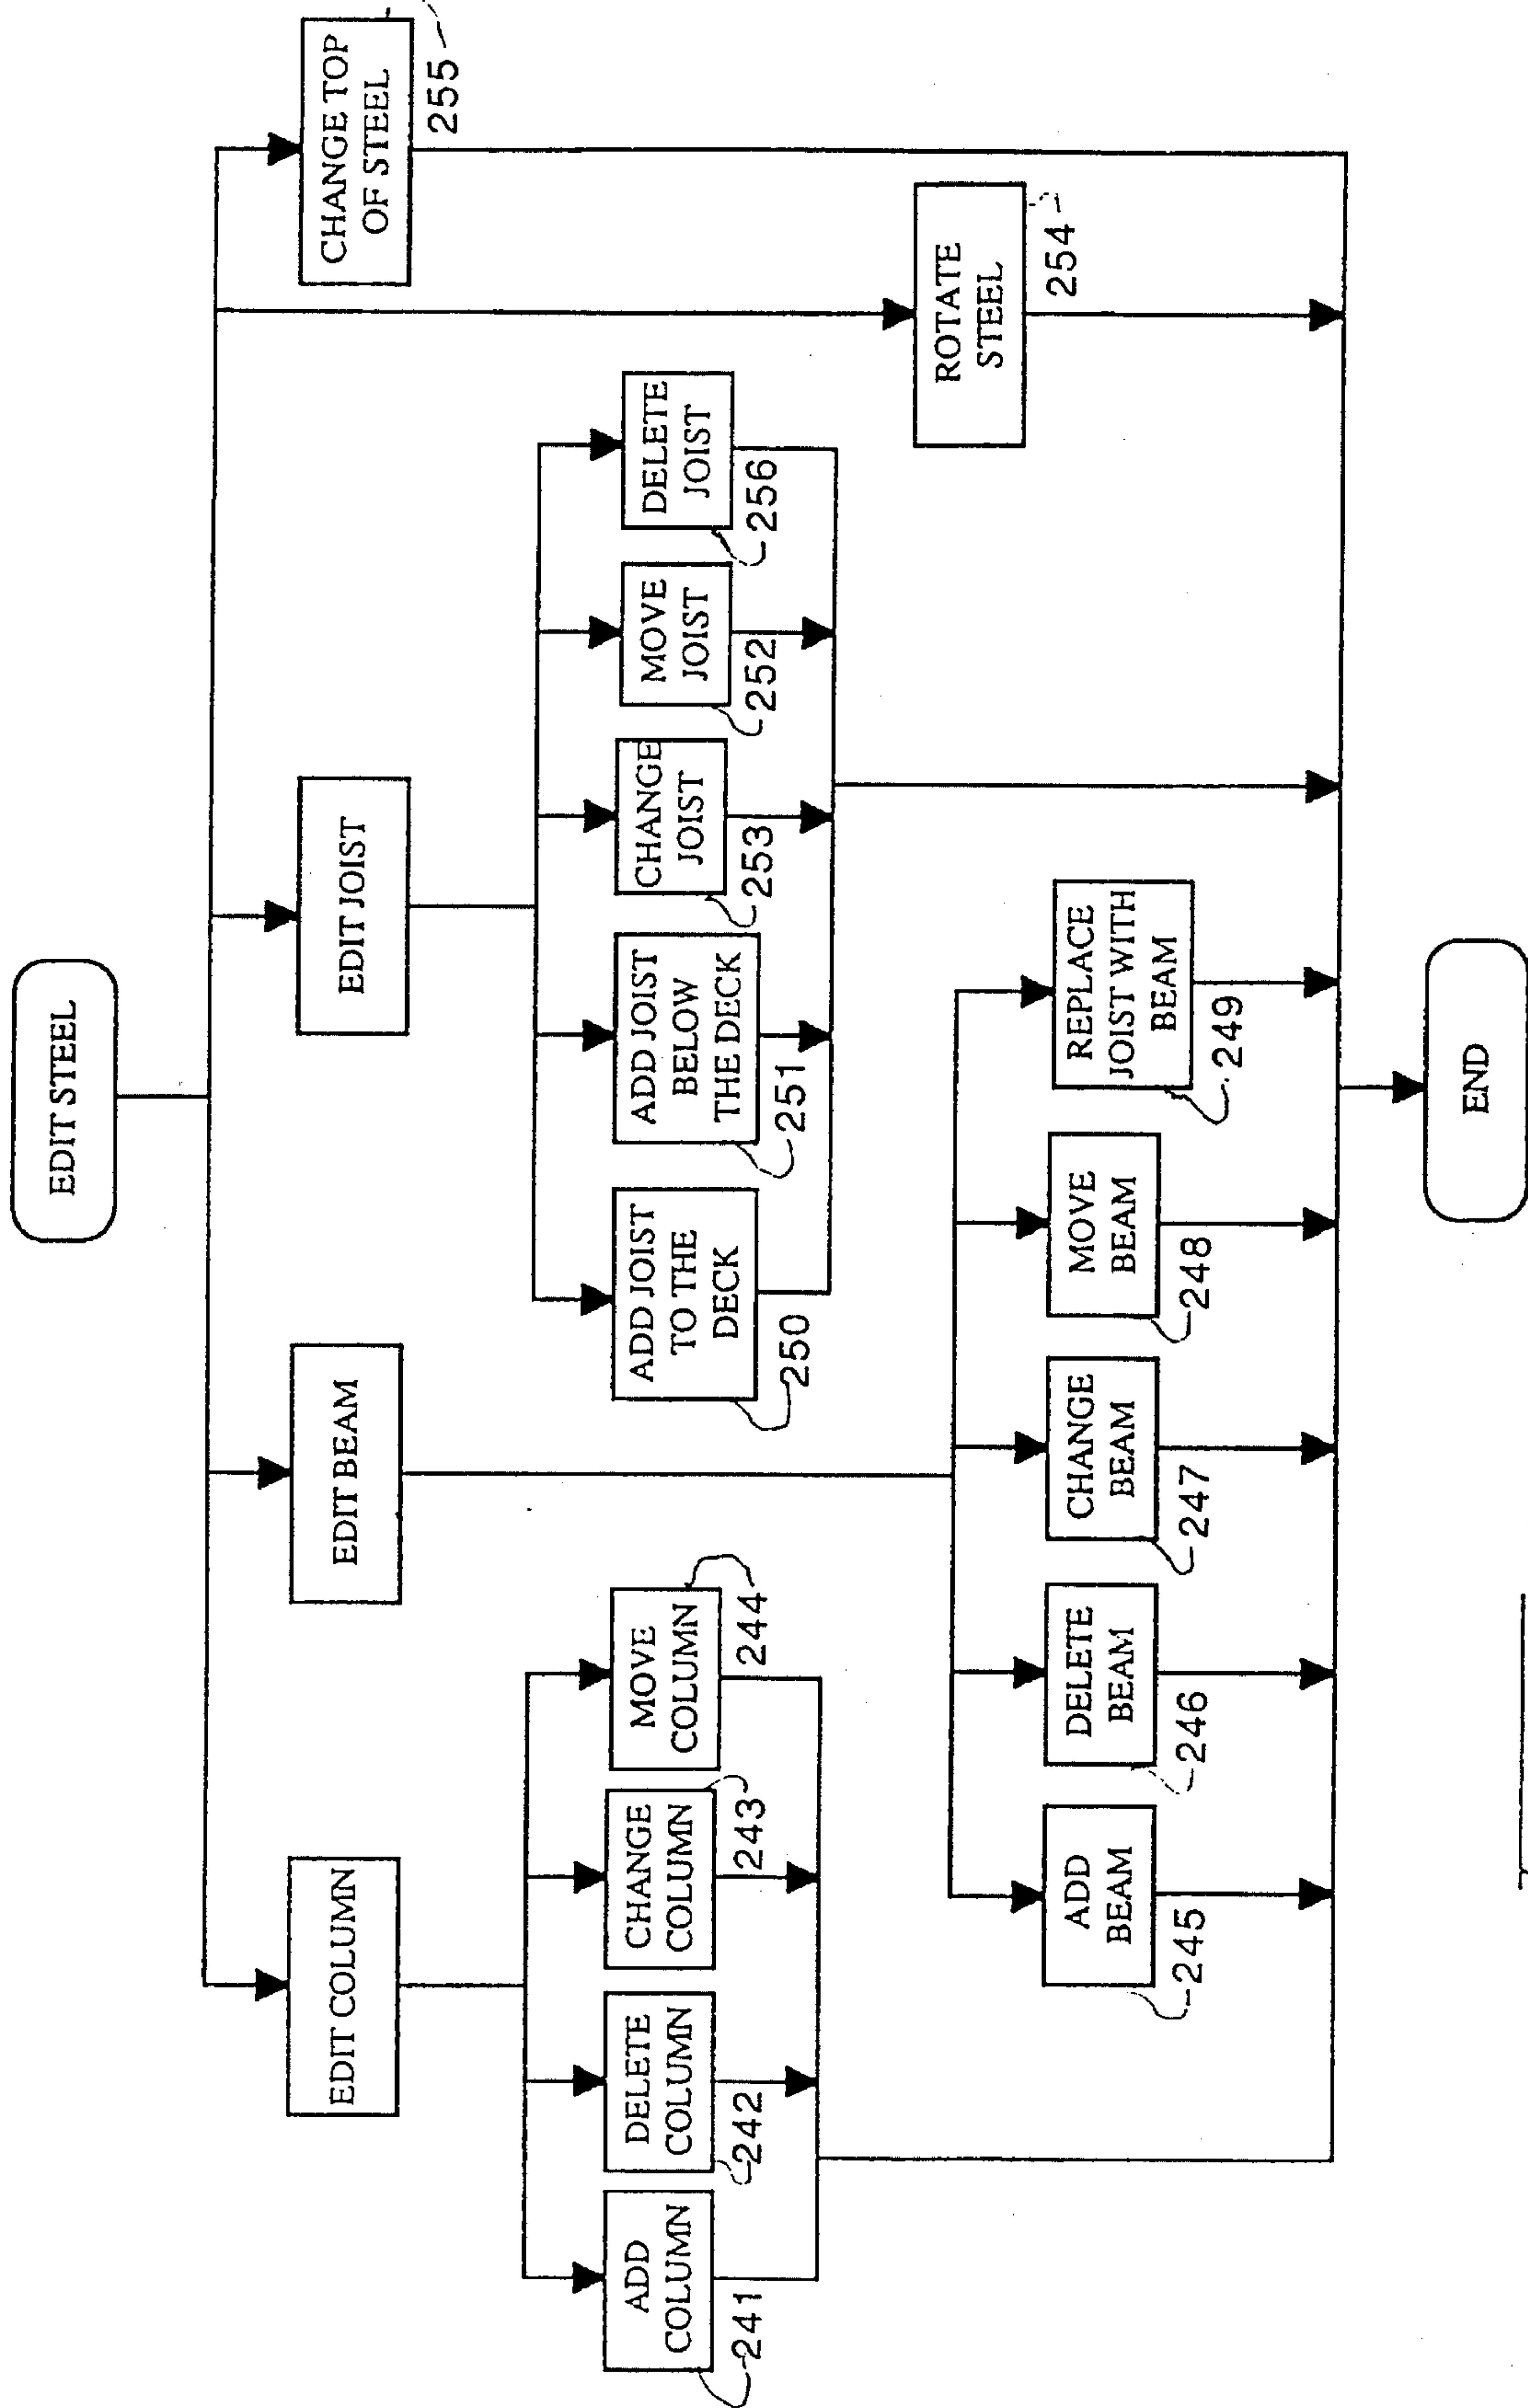 EDIT STEEL
EDIT COLUMN
EDIT BEAM
EDIT JOIST
CHANGE TOP
OF STEEL
255
ADD
COLUMN
241
DELETE
COLUMN
242
CHANGE
COLUMN
243
MOVE
COLUMN
244
ADD JOIST
TO THE
DECK
250
ADD JOIST
BELOW
THE DECK
251
CHANGE
JOIST
253
MOVE
JOIST
252
DELETE
JOIST
256
ROTATE
STEEL
254
ADD
BEAM
245
DELETE
BEAM
246
CHANGE
BEAM
247
MOVE
BEAM
248
REPLACE
JOIST WITH
BEAM
249
END